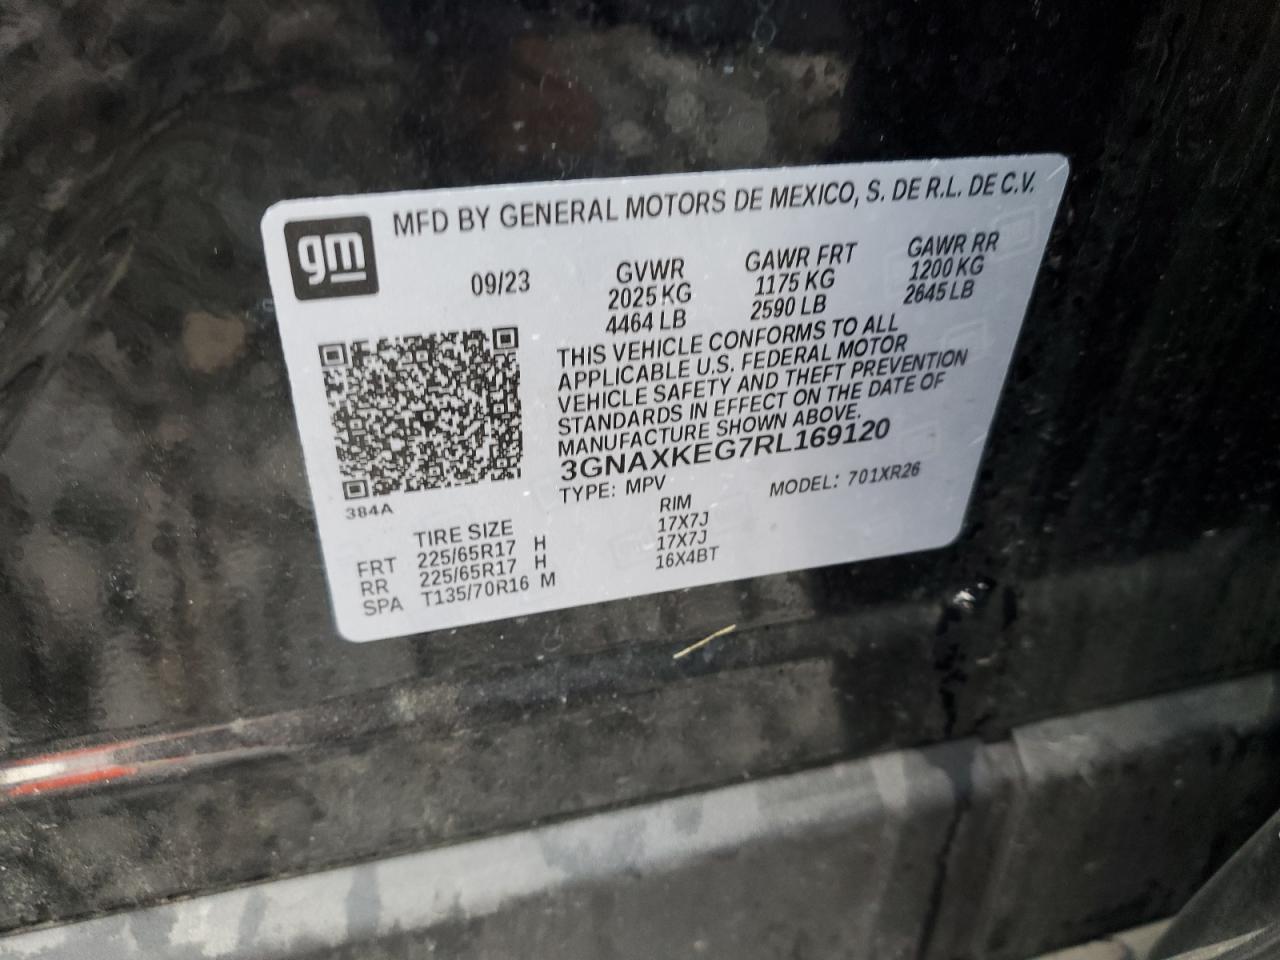 gm
MFD BY GENERAL MOTORS DE MEXICO, S. DE R.L. DE C.V.
09/23
GVWR
2025 KG
4464 LB
GAWR FRT
1175 KG
2590 LB
GAWR RR
1200 KG
2645 LB
THIS VEHICLE CONFORMS TO ALL
APPLICABLE U.S. FEDERAL MOTOR
VEHICLE SAFETY AND THEFT PREVENTION
STANDARDS IN EFFECT ON THE DATE OF
MANUFACTURE SHOWN ABOVE.
3GNAXKEG7RL169120
TYPE: MPV MODEL: 701XR26
384A
TIRE SIZE RIM
FRT 225/65R17 H 17X7J
RR 225/65R17 H 17X7J
SPA T135/70R16 M 16X4BT